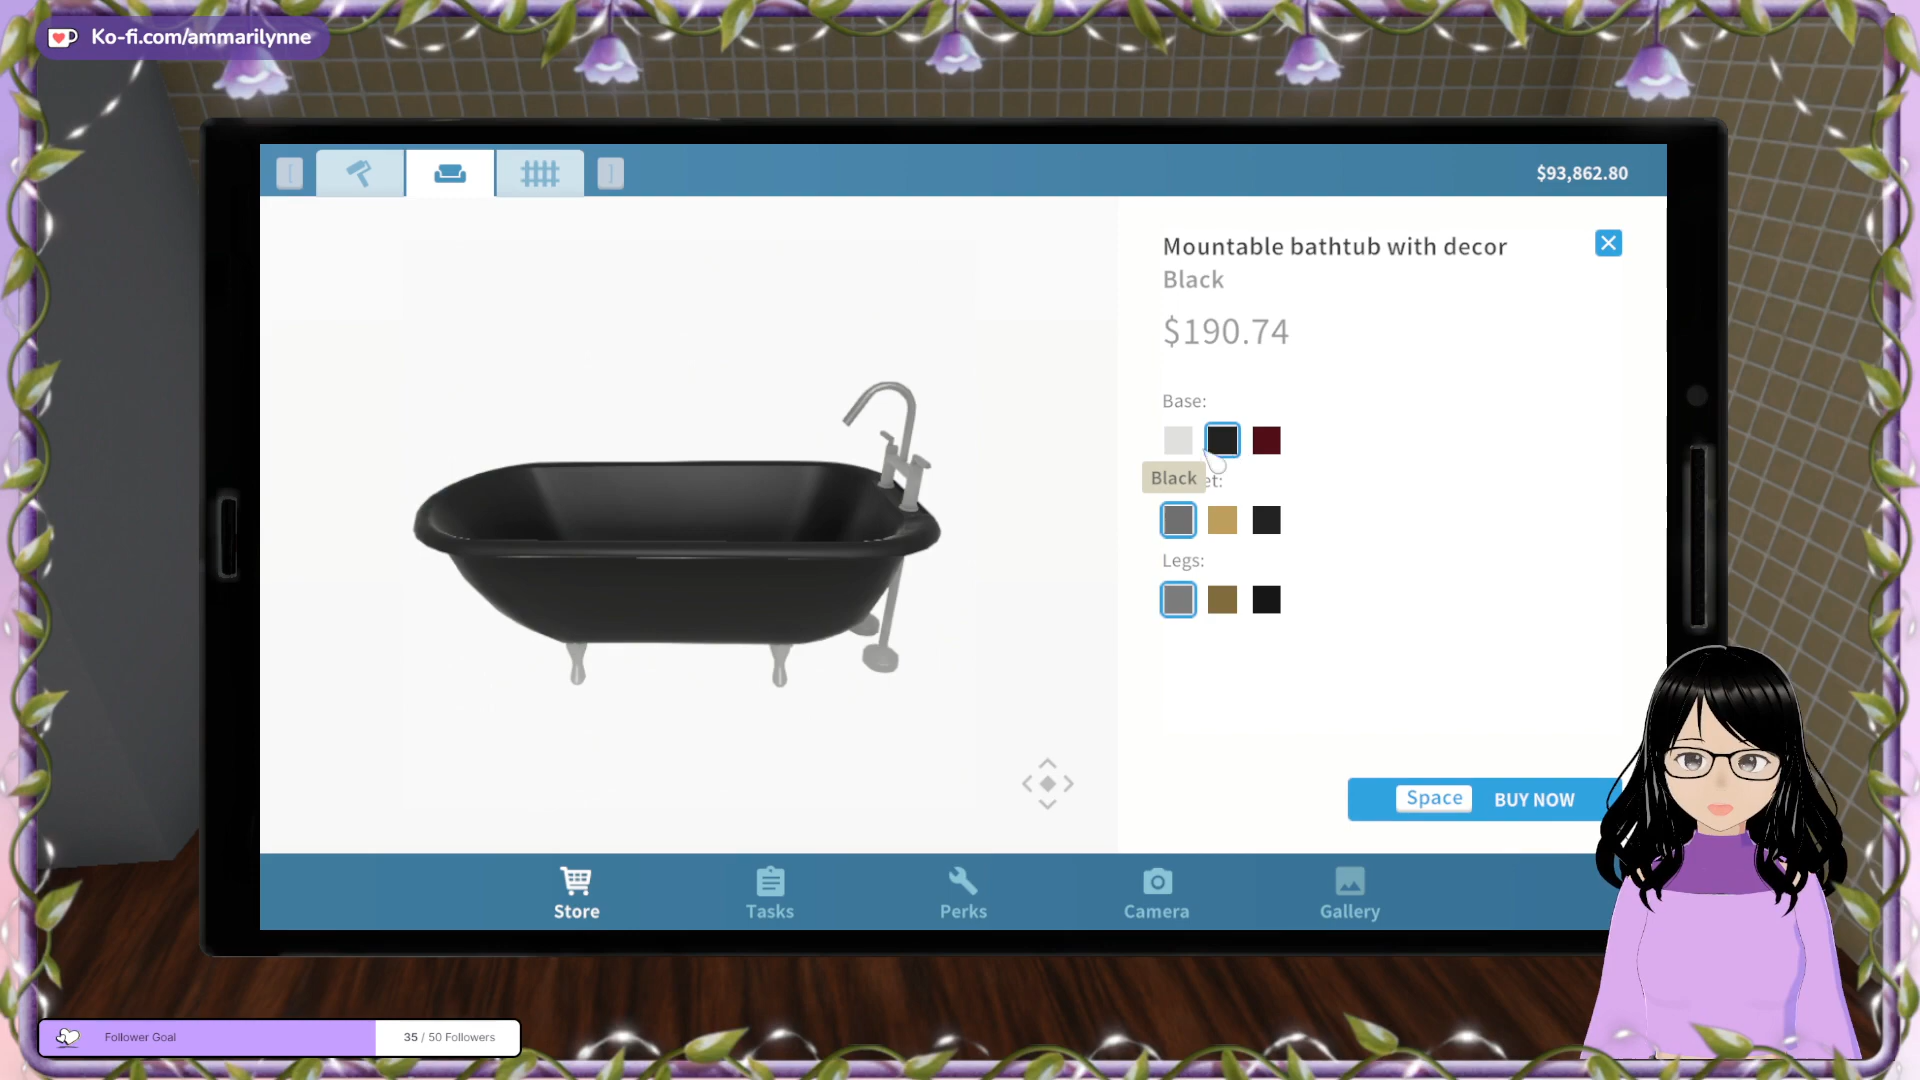 Ko-fi.com/ammarilynne
[
]
$93,862.80
Mountable bathtub with decor
Black
$190.74
Base:
Black
et:
Legs:
Space BUY NOW
Store
Tasks
Perks
Camera
Gallery
Follower Goal
35 / 50 Followers